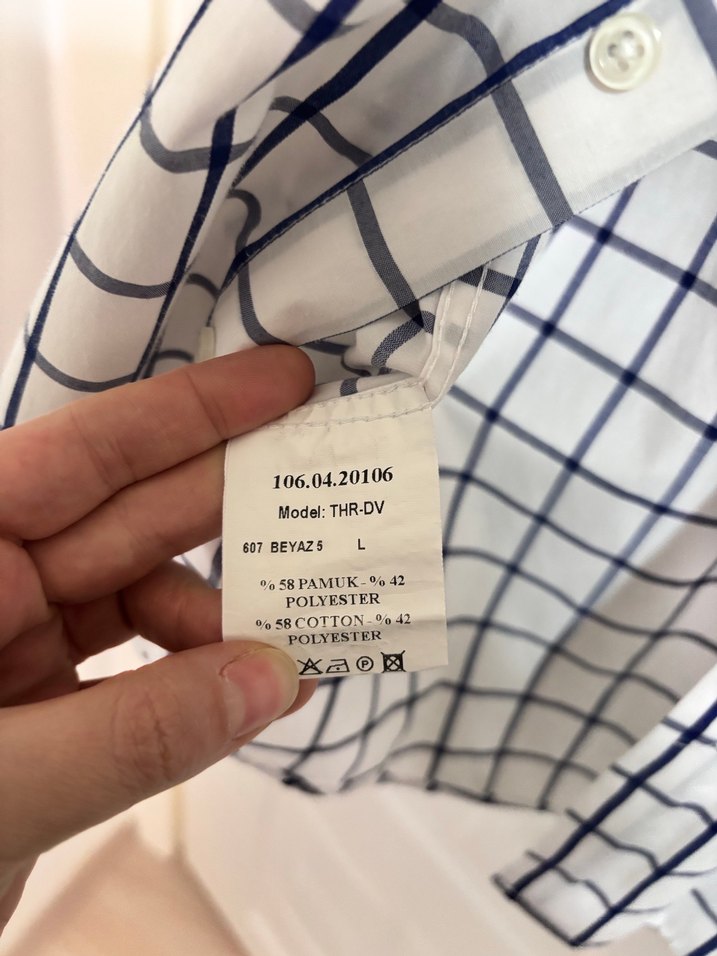 106.04.20106
Model: THR-DV
607 BEYAZ 5 L
% 58 PAMUK - % 42
POLYESTER
% 58 COTTON - % 42
POLYESTER
P